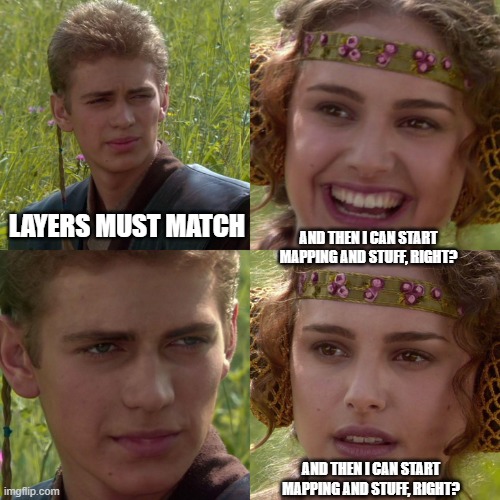 LAYERS MUST MATCH
AND THEN I CAN START
MAPPING AND STUFF, RIGHT?
AND THEN I CAN START
MAPPING AND STUFF, RIGHT?
imgflip.com